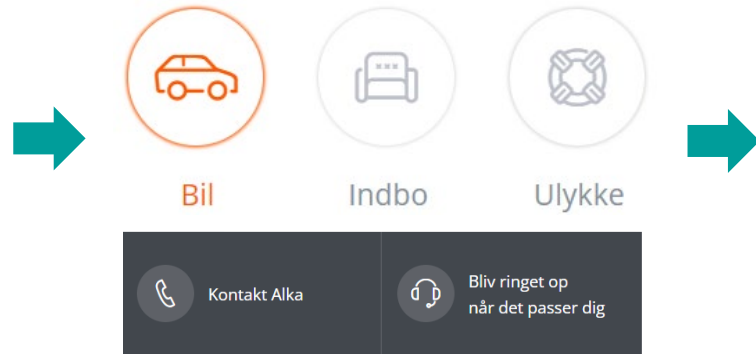 Bil
Indbo
Ulykke
Kontakt Alka
Bliv ringet op
når det passer dig